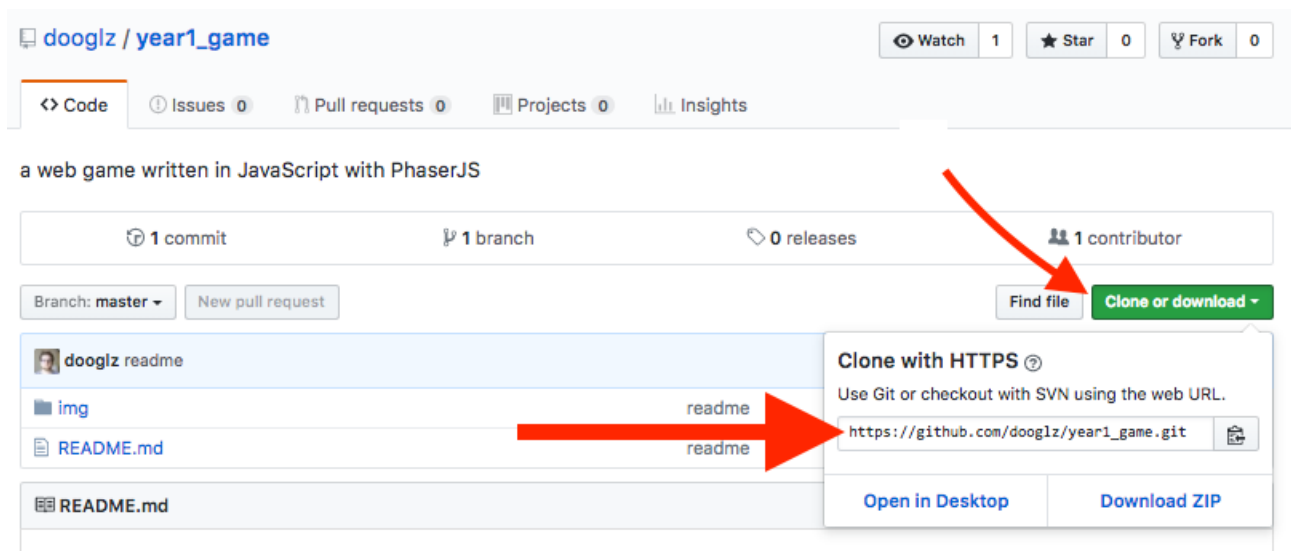 dooglz / year1_game
Watch 1 Star 0 Fork 0
Code Issues 0 Pull requests 0 Projects 0 Insights
a web game written in JavaScript with PhaserJS
1 commit 1 branch 0 releases 1 contributor
Branch: master New pull request Find file Clone or download
dooglz readme
Clone with HTTPS ?
Use Git or checkout with SVN using the web URL.
img readme
https://github.com/dooglz/year1_game.git
README.md readme
Open in Desktop Download ZIP
README.md